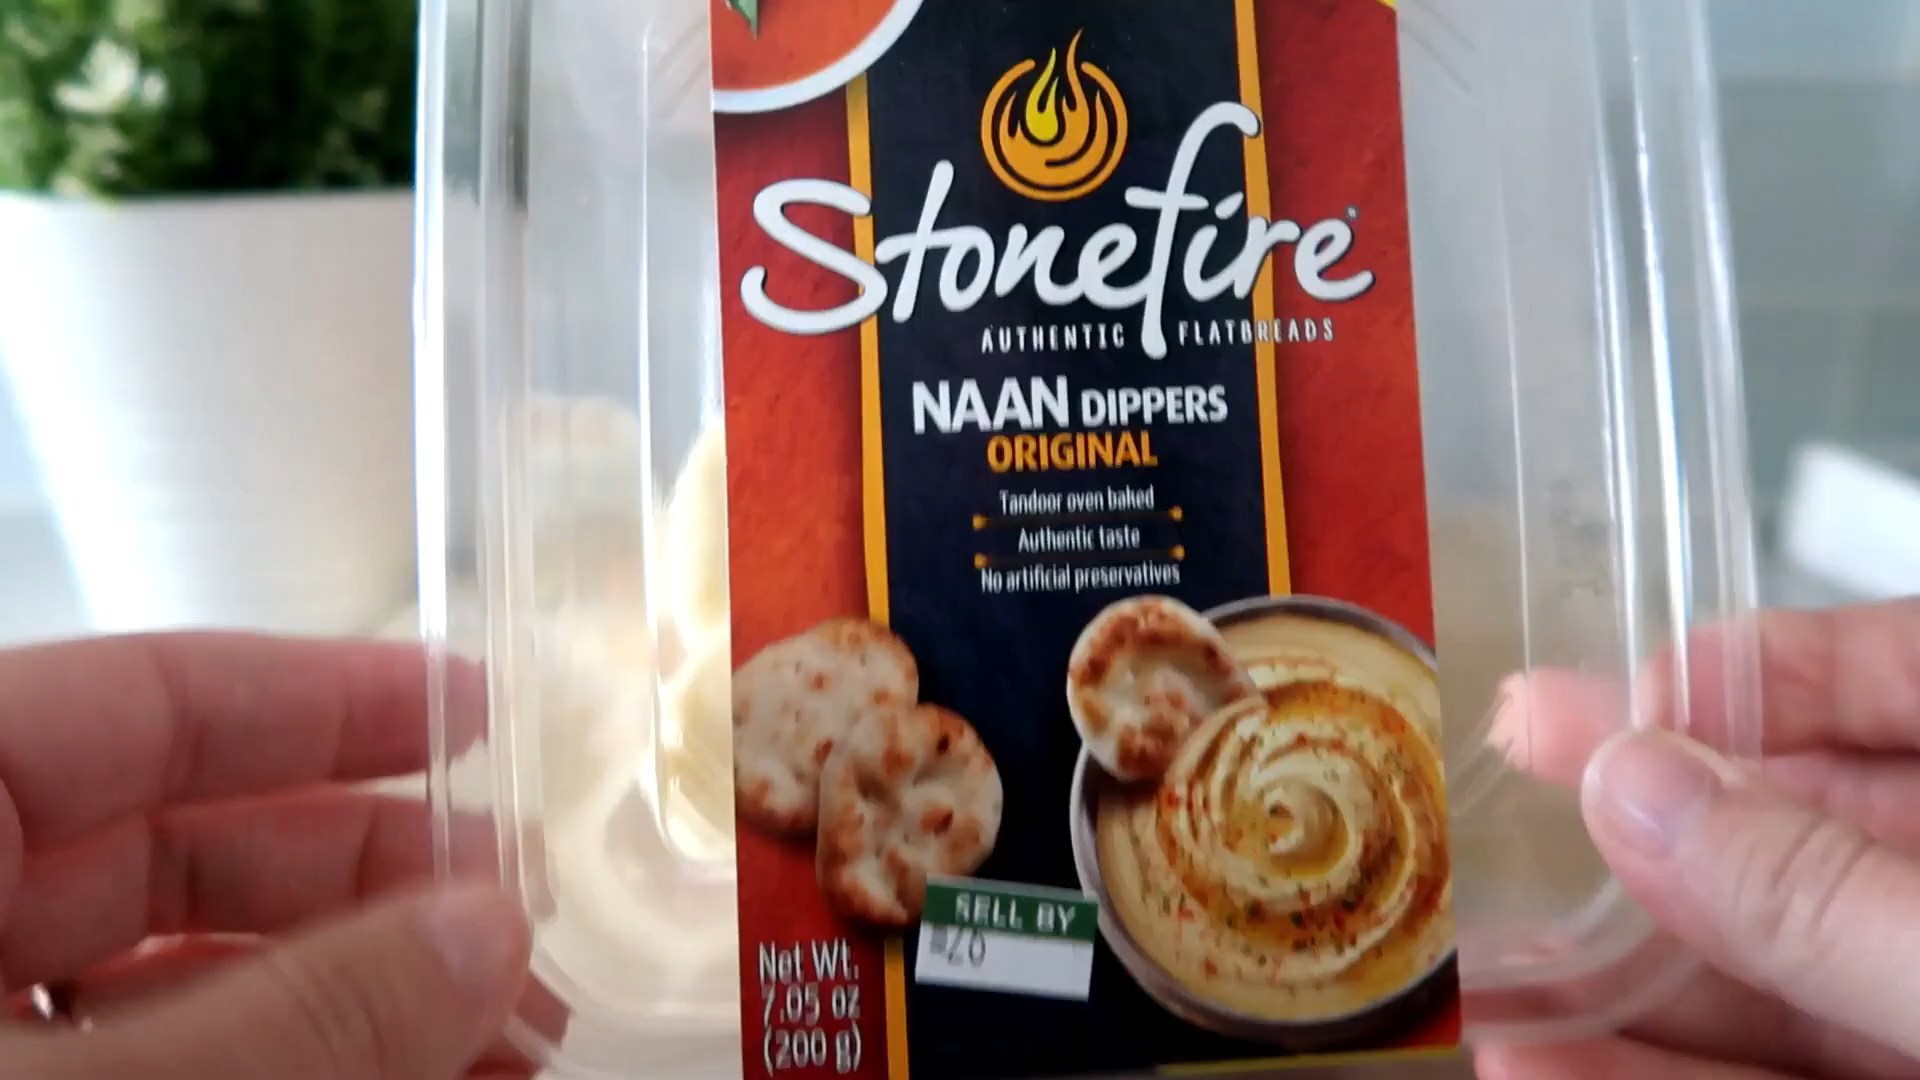 Stonefire®
AUTHENTIC FLATBREADS
NAAN DIPPERS
ORIGINAL
Tandoor oven baked
Authentic taste
No artificial preservatives
SELL BY
Net Wt.
7.05 oz
(200 g)